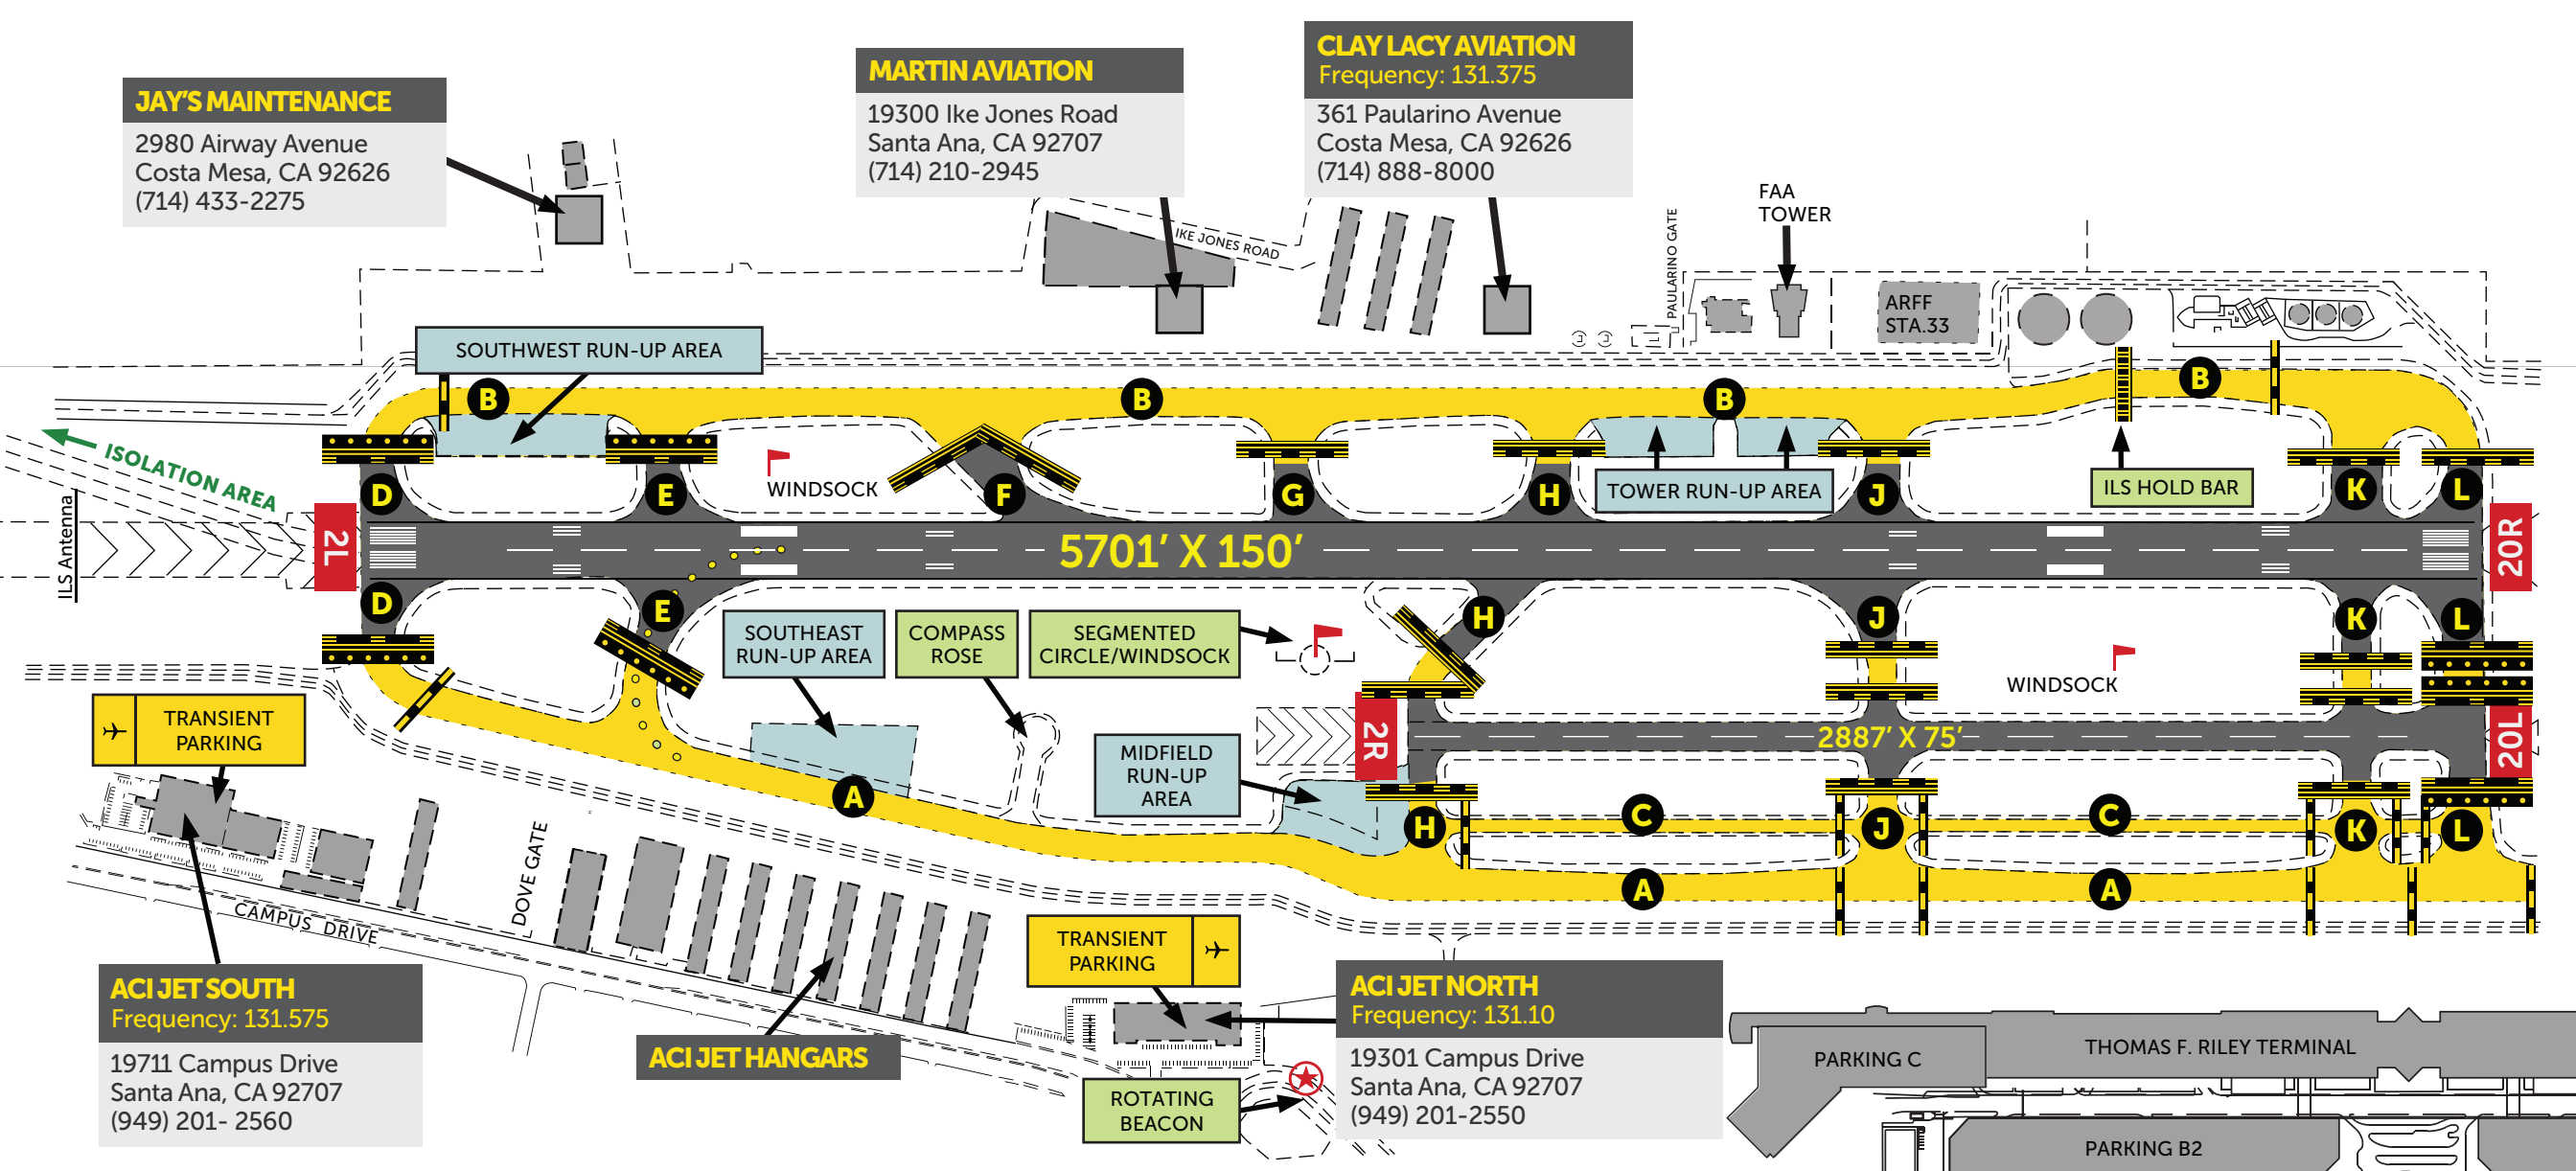 CLAY LACY AVIATION
Frequency: 131.375
361 Paularino Avenue
Costa Mesa, CA 92626
(714) 888-8000
MARTIN AVIATION
19300 Ike Jones Road
Santa Ana, CA 92707
(714) 210-2945
JAY'S MAINTENANCE
2980 Airway Avenue
Costa Mesa, CA 92626
(714) 433-2275
FAA
TOWER
PAULARINO GATE
IKE JONES ROAD
ARFF
STA.33
SOUTHWEST RUN-UP AREA
B
B
B
B
ISOLATION AREA
ILS Antenna
D
E
WINDSOCK
F
G
H
TOWER RUN-UP AREA
J
ILS HOLD BAR
K
L
2L
5701' X 150'
20R
D
E
SOUTHEAST
RUN-UP AREA
COMPASS
ROSE
SEGMENTED
CIRCLE/WINDSOCK
H
J
WINDSOCK
K
L
TRANSIENT
PARKING
2R
2887' X 75'
20L
MIDFIELD
RUN-UP
AREA
A
H
C
J
C
K
L
A
A
DOVE GATE
CAMPUS DRIVE
TRANSIENT
PARKING
ACI JET SOUTH
Frequency: 131.575
19711 Campus Drive
Santa Ana, CA 92707
(949) 201- 2560
ACI JET HANGARS
ACI JET NORTH
Frequency: 131.10
19301 Campus Drive
Santa Ana, CA 92707
(949) 201-2550
ROTATING
BEACON
PARKING C
THOMAS F. RILEY TERMINAL
PARKING B2